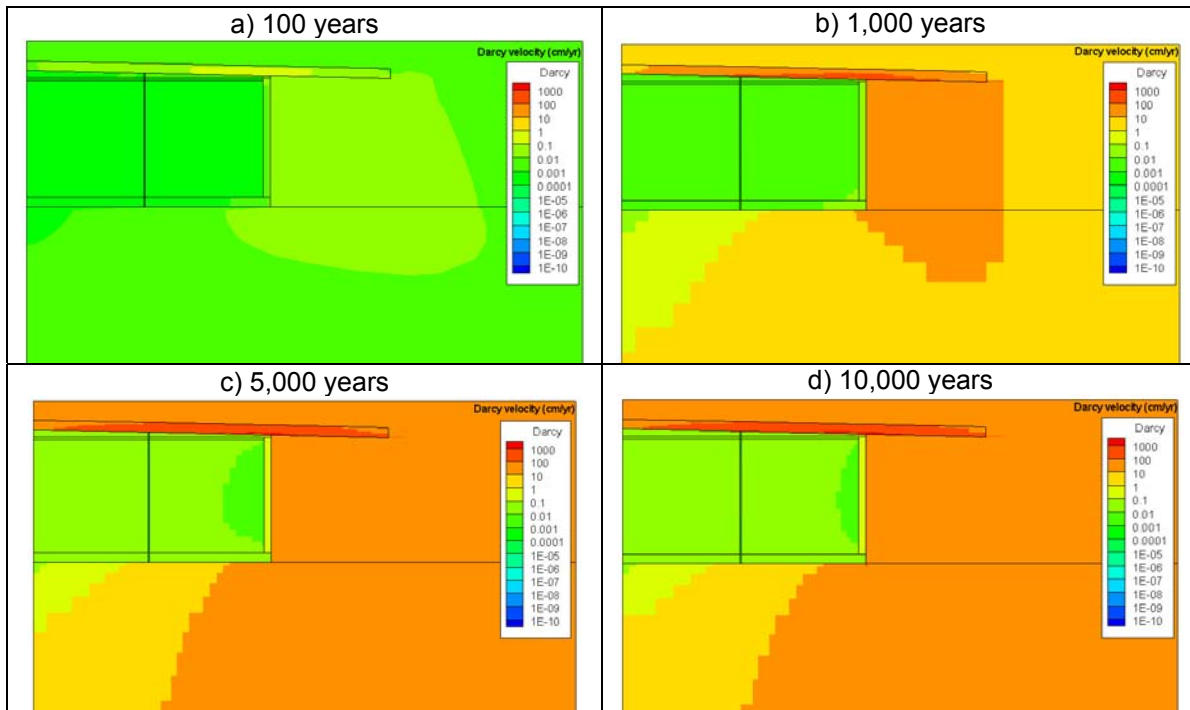 a) 100 years
Darcy velocity (cm/yr)
Darcy
1000
100
10
1
0.1
0.01
0.001
0.0001
1E-05
1E-06
1E-07
1E-08
1E-09
1E-10
b) 1,000 years
Darcy velocity (cm/yr)
Darcy
1000
100
10
1
0.1
0.01
0.001
0.0001
1E-05
1E-06
1E-07
1E-08
1E-09
1E-10
c) 5,000 years
Darcy velocity (cm/yr)
Darcy
1000
100
10
1
0.1
0.01
0.001
0.0001
1E-05
1E-06
1E-07
1E-08
1E-09
1E-10
d) 10,000 years
Darcy velocity (cm/yr)
Darcy
1000
100
10
1
0.1
0.01
0.001
0.0001
1E-05
1E-06
1E-07
1E-08
1E-09
1E-10